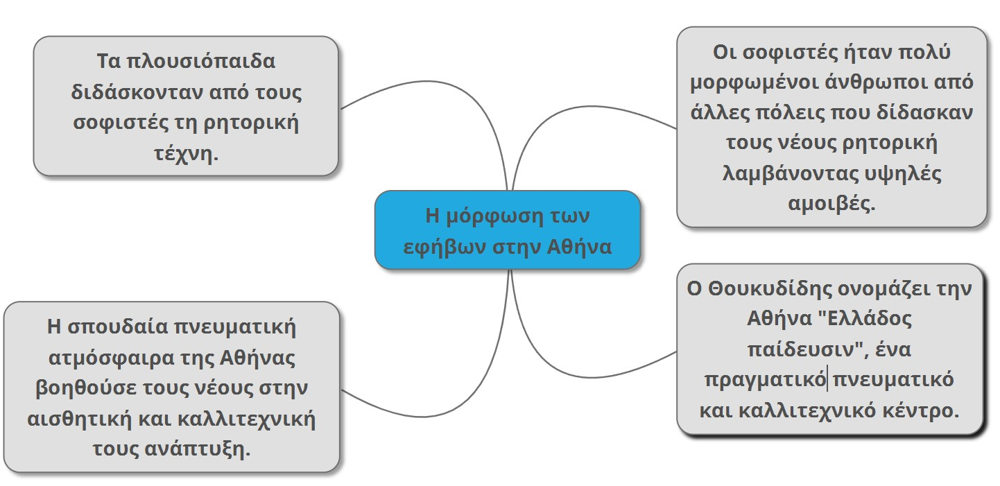 Τα πλουσιόπαιδα
διδάσκονταν από τους
σοφιστές τη ρητορική
τέχνη.
Οι σοφιστές ήταν πολύ
μορφωμένοι άνθρωποι από
άλλες πόλεις που δίδασκαν
τους νέους ρητορική
λαμβάνοντας υψηλές
αμοιβές.
Η μόρφωση των
εφήβων στην Αθήνα
Η σπουδαία πνευματική
ατμόσφαιρα της Αθήνας
βοηθούσε τους νέους στην
αισθητική και καλλιτεχνική
τους ανάπτυξη.
Ο Θουκυδίδης ονομάζει την
Αθήνα "Ελλάδος
παίδευσιν", ένα
πραγματικό πνευματικό
και καλλιτεχνικό κέντρο.